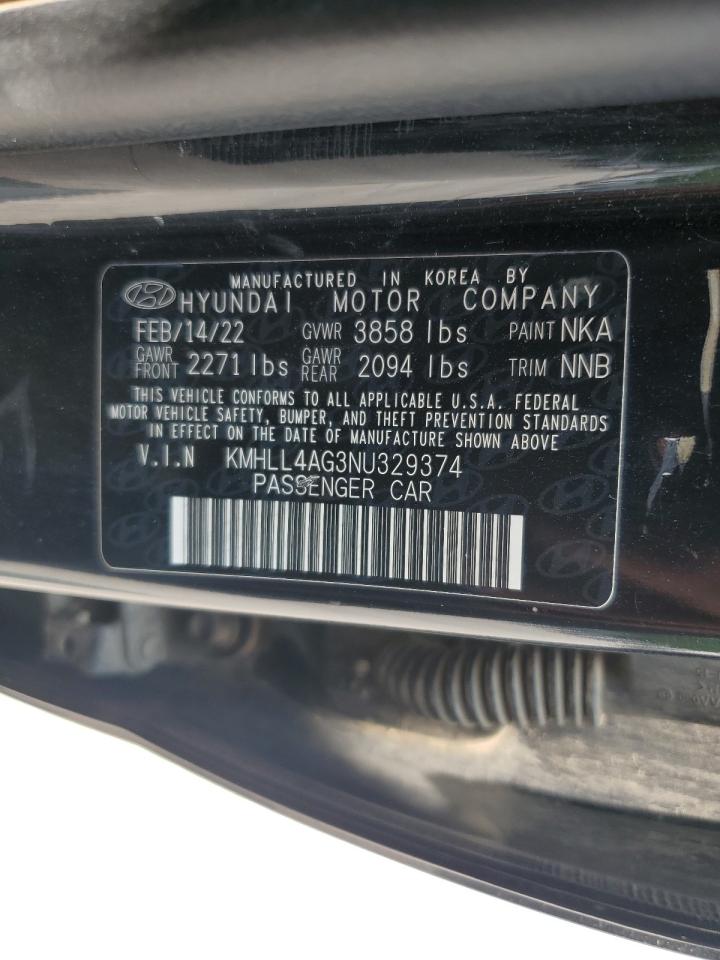 MANUFACTURED IN KOREA BY
HYUNDAI MOTOR COMPANY
FEB/14/22 GVWR 3858 lbs PAINT NKA
GAWR FRONT 2271 lbs GAWR REAR 2094 lbs TRIM NNB
THIS VEHICLE CONFORMS TO ALL APPLICABLE U.S.A. FEDERAL
MOTOR VEHICLE SAFETY, BUMPER, AND THEFT PREVENTION STANDARDS
IN EFFECT ON THE DATE OF MANUFACTURE SHOWN ABOVE
V.I.N KMHLL4AG3NU329374
PASSENGER CAR